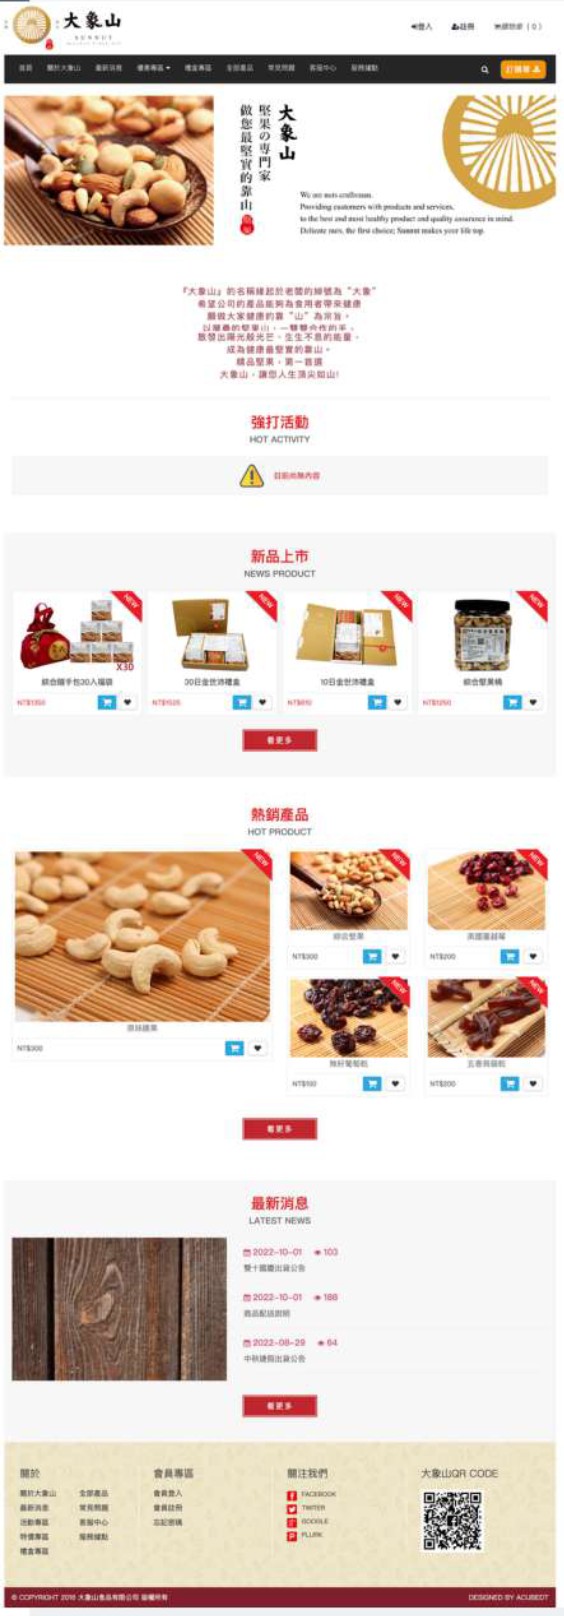 大象山
SUNNUT
登入
註冊
購物車 ( 0 )
首頁 關於大象山 最新消息 優惠專區 禮盒專區 全部產品 常見問題 客服中心 服務據點
訂購單
大象山
堅果の専門家
做您最堅實的靠山
We are nuts craftsman.
Providing customers with products and services,
to the best and most healthy product and quality assurance in mind.
Delicate nuts, the first choice; Sunnut makes your life top.
『大象山』的名稱緣起於老闆的綽號為“大象”
希望公司的產品能夠為食用者帶來健康
願做大家健康的靠“山”為宗旨。
散發出陽光般光芒、生生不息的能量、
成為健康最堅實的靠山。
精品堅果，第一首選
大象山，讓您人生頂尖如山!
強打活動
HOT ACTIVITY
目前尚無內容
新品上市
NEWS PRODUCT
NEW NEW NEW NEW
X30
綜合隨手包30入福袋 30日金世沛禮盒 10日金世沛禮盒 綜合堅果桶
NT$1350 NT$1525 NT$610 NT$1250
看更多
熱銷產品
HOT PRODUCT
NEW NEW NEW
綜合堅果 美國蔓越莓
NT$300 NT$200
NEW NEW
原味腰果
NT$300
無籽葡萄乾 五香滷雞乾
NT$100 NT$200
看更多
最新消息
LATEST NEWS
2022-10-01 103
雙十國慶出貨公告
2022-10-01 186
商品配送說明
2022-08-29 64
中秋連假出貨公告
看更多
關於 會員專區 關注我們 大象山QR CODE
關於大象山 全部產品 會員登入 FACEBOOK
最新消息 常見問題 會員註冊 TWITTER
活動專區 客服中心 忘記密碼 GOOGLE
特價專區 服務據點 PLURK
禮盒專區
© COPYRIGHT 2016 大象山食品有限公司 版權所有 DESIGNED BY ACUBEDT